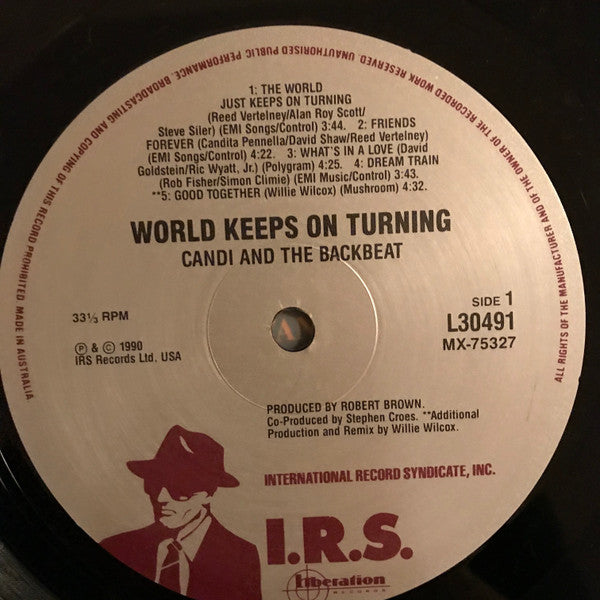 ALL RIGHTS OF THE MANUFACTURER AND OF THE OWNER OF THE RECORDED WORK RESERVED. UNAUTHORISED PUBLIC PERFORMANCE, BROADCASTING AND COPYING OF THIS RECORD PROHIBITED. MADE IN AUSTRALIA.
1: THE WORLD
JUST KEEPS ON TURNING
(Reed Vertelney/Alan Roy Scott/
Steve Siler) (EMI Songs/Control) 3:44. 2: FRIENDS
FOREVER (Candita Pennella/David Shaw/Reed Vertelney)
(EMI Songs/Control) 4:22. 3: WHAT'S IN A LOVE (David
Goldstein/Ric Wyatt, Jr.) (Polygram) 4:25. 4: DREAM TRAIN
(Rob Fisher/Simon Climie) (EMI Music/Control) 3:43.
**5: GOOD TOGETHER (Willie Wilcox) (Mushroom) 4:32.
WORLD KEEPS ON TURNING
CANDI AND THE BACKBEAT
33⅓ RPM
SIDE 1
L30491
MX-75327
Ⓟ & © 1990
IRS Records Ltd. USA
PRODUCED BY ROBERT BROWN.
Co-Produced by Stephen Croes. **Additional
Production and Remix by Willie Wilcox.
INTERNATIONAL RECORD SYNDICATE, INC.
I.R.S.
Liberation
RECORDS